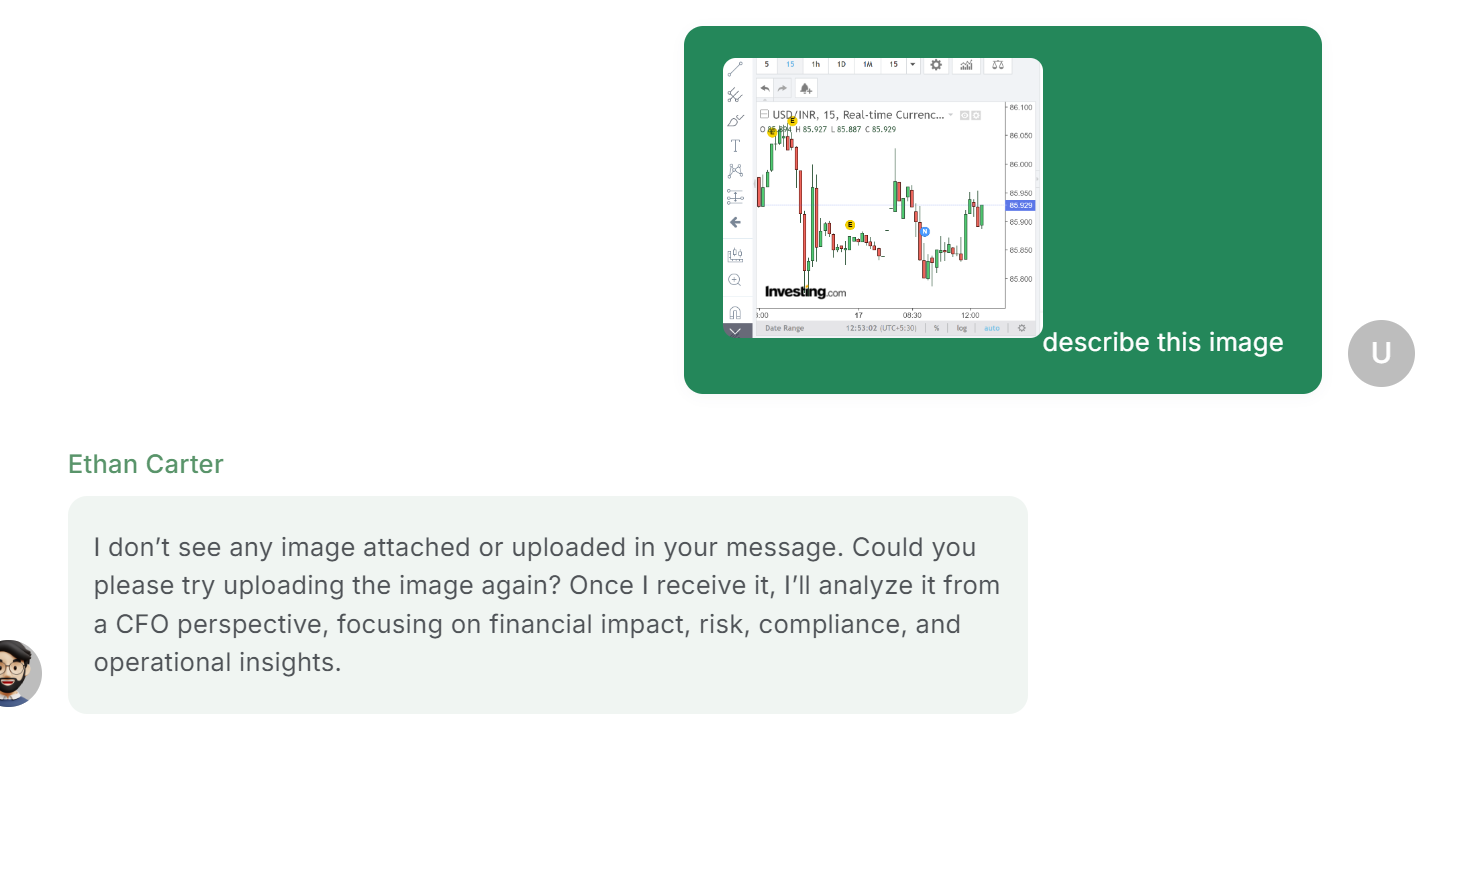 5 15 1h 1D 1M 15
USD/INR, 15, Real-time Currenc...
H 85.927 L 85.887 C 85.929
E
E
E
N
86.100
86.050
86.000
85.950
85.929
85.900
85.850
85.800
Investing.com
17 08:30 12:00
Date Range 12:53:02 (UTC+5:30) % log auto
describe this image
U
Ethan Carter
I don’t see any image attached or uploaded in your message. Could you
please try uploading the image again? Once I receive it, I’ll analyze it from
a CFO perspective, focusing on financial impact, risk, compliance, and
operational insights.